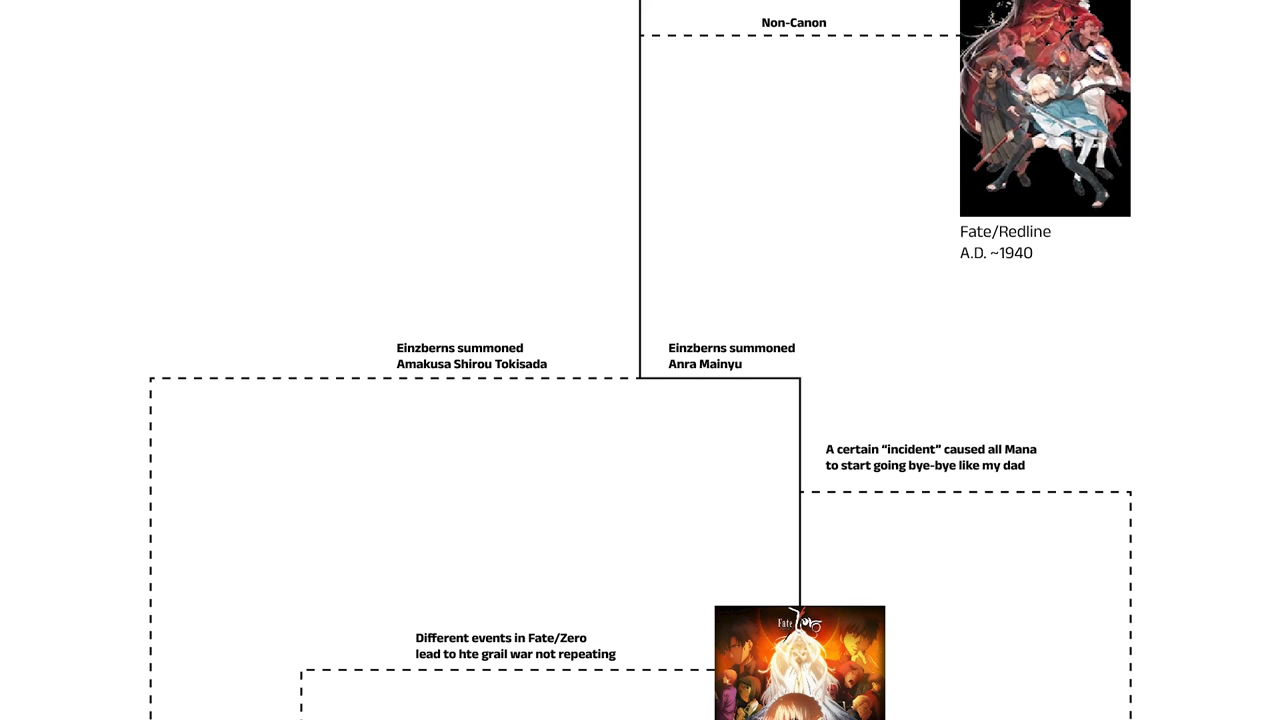 Non-Canon
Fate/Redline
A.D. ~1940
Einzberns summoned
Amakusa Shirou Tokisada
Einzberns summoned
Anra Mainyu
A certain “incident” caused all Mana
to start going bye-bye like my dad
Different events in Fate/Zero
lead to hte grail war not repeating
Fate